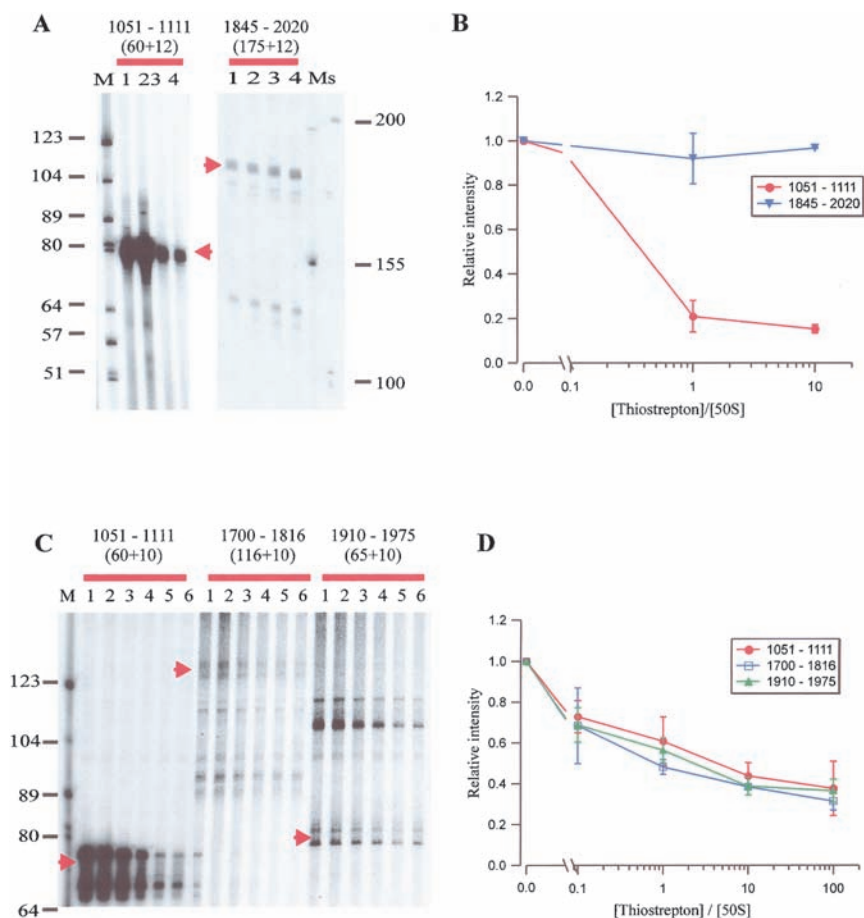 A
1051 - 1111
(60+12)
1845 - 2020
(175+12)
M 1 23 4
1 2 3 4 Ms
123
104
89
80
64
57
51
200
155
100
B
1.2
1.0
0.8
0.6
0.4
0.2
0.0
Relative intensity
1051 - 1111
1845 - 2020
0.0 0.1 1 10
[Thiostrepton]/[50S]
C
1051 - 1111
(60+10)
1700 - 1816
(116+10)
1910 - 1975
(65+10)
M 1 2 3 4 5 6 1 2 3 4 5 6 1 2 3 4 5 6
123
104
89
80
64
D
1.2
1.0
0.8
0.6
0.4
0.2
0.0
Relative intensity
1051 - 1111
1700 - 1816
1910 - 1975
0.0 0.1 1 10 100
[Thiostrepton] / [50S]